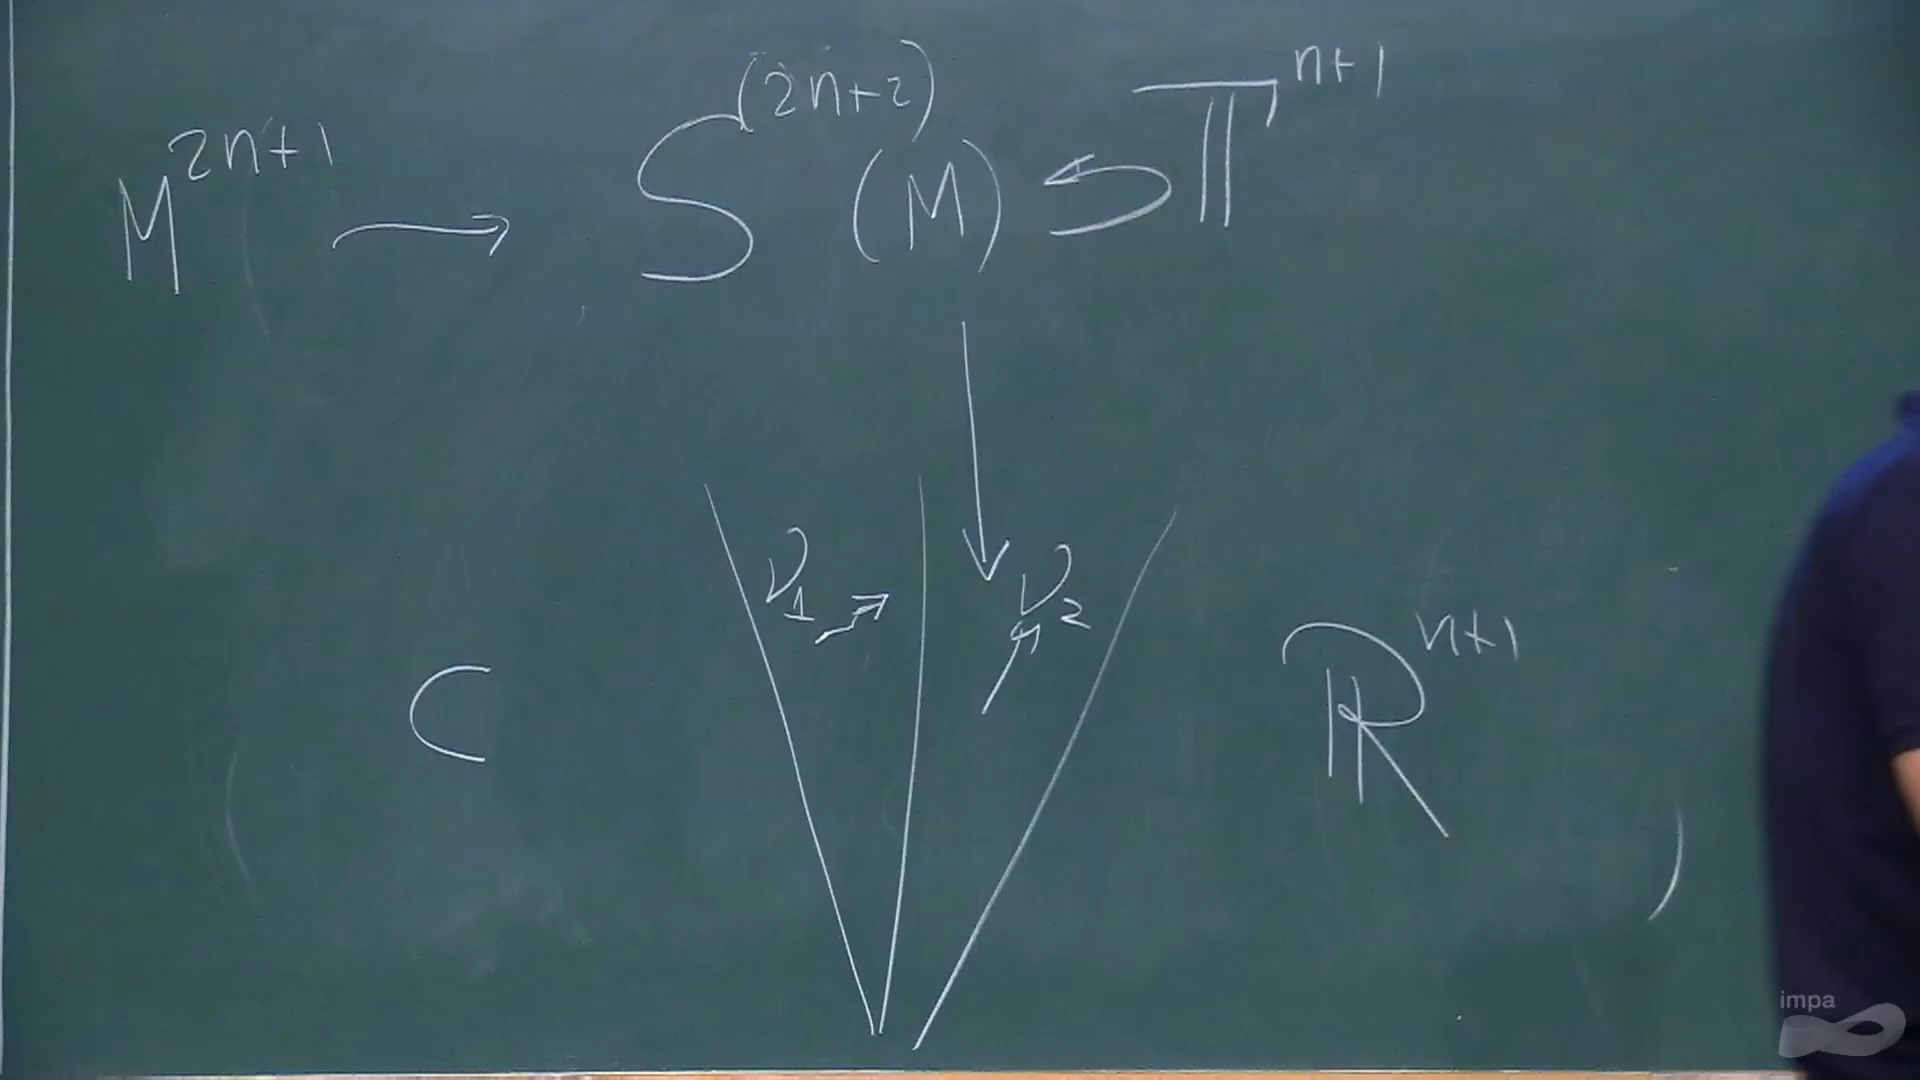 M^{2n+1} → S^{(2n+2)}(M) ↩ 𝕋^{n+1}
↓
C ν_1 ν_2 ℝ^{n+1}
impa